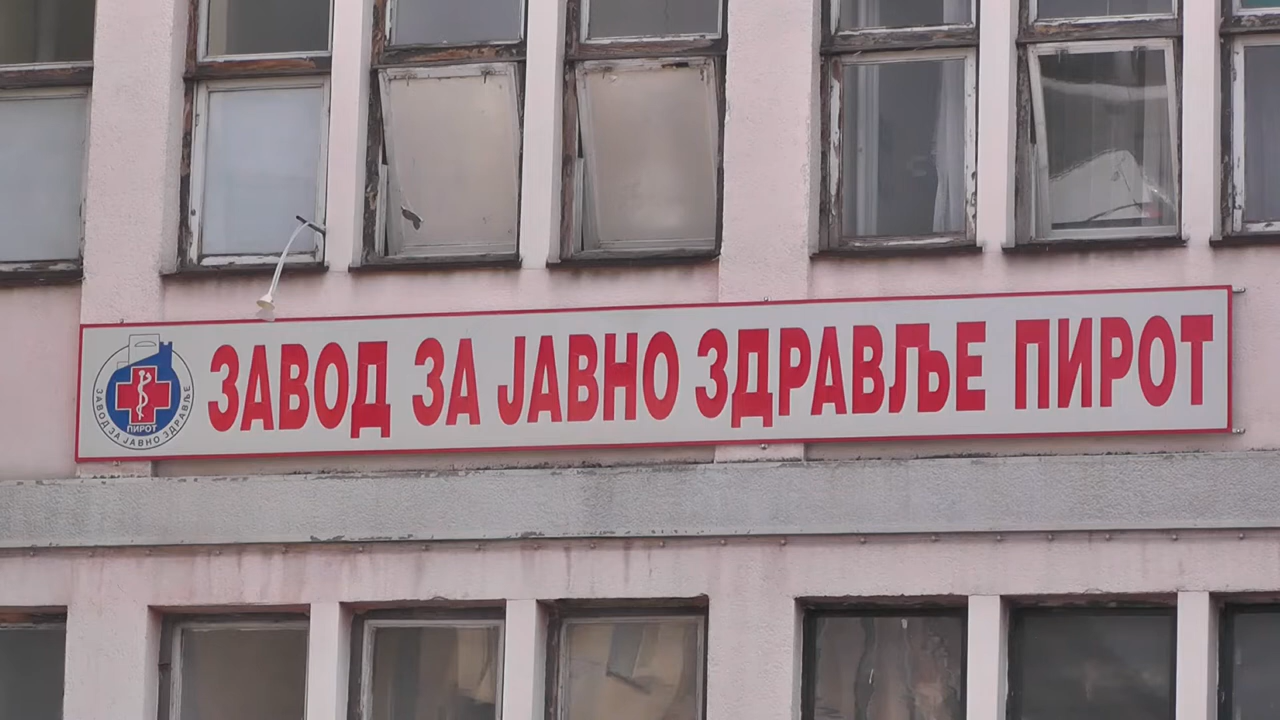 ЗАВОД ЗА ЈАВНО ЗДРАВЉЕ ПИРОТ
ПИРОТ
ЗАВОД ЗА ЈАВНО ЗДРАВЉЕ